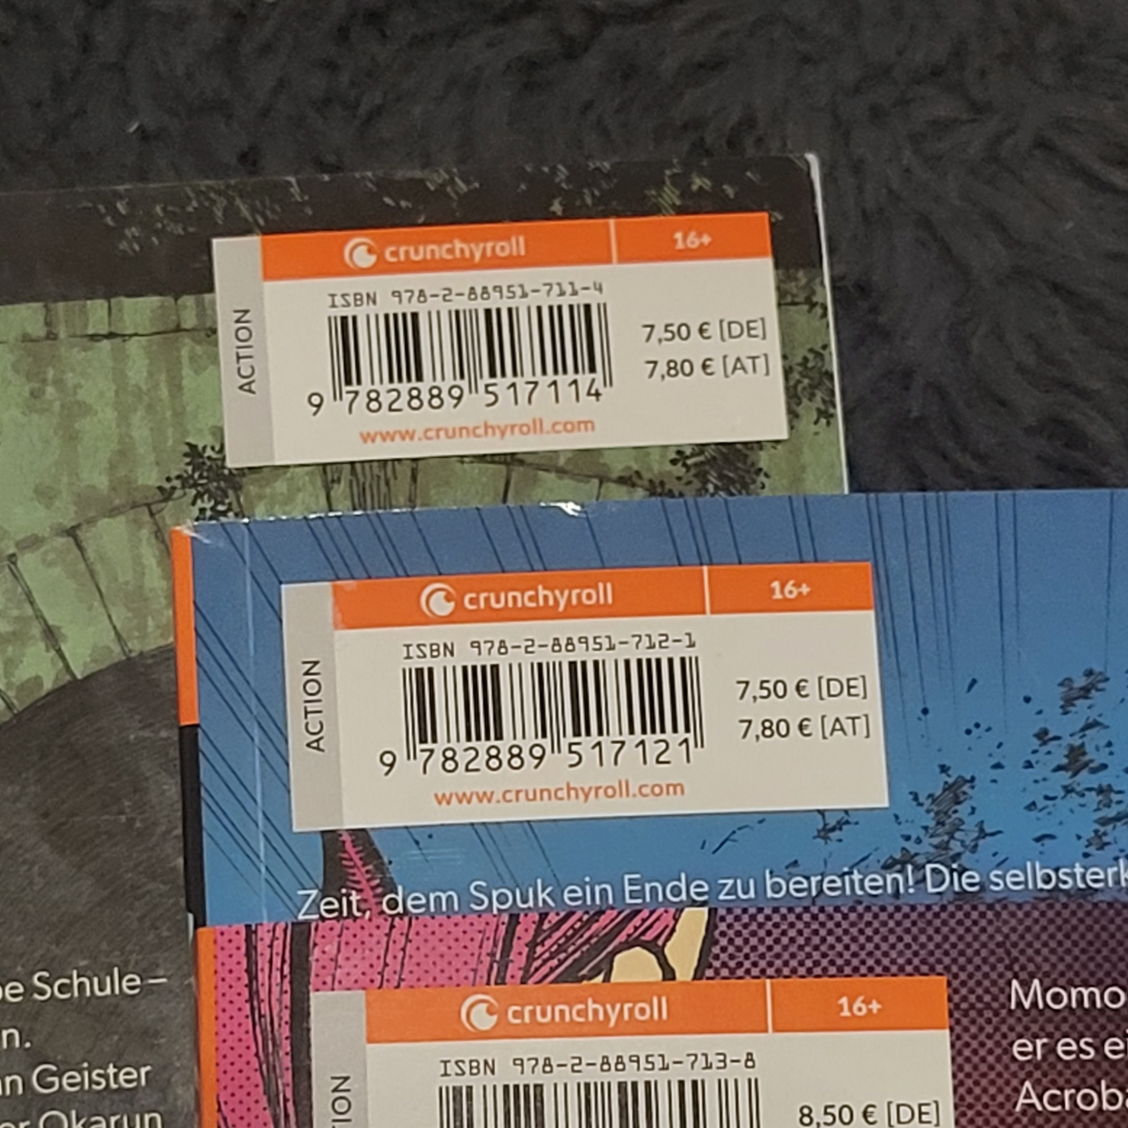 crunchyroll 16+
ISBN 978-2-88951-711-4
ACTION
7,50 € [DE]
7,80 € [AT]
9 782889 517114
www.crunchyroll.com
crunchyroll 16+
ISBN 978-2-88951-712-1
ACTION
7,50 € [DE]
7,80 € [AT]
9 782889 517121
www.crunchyroll.com
Zeit, dem Spuk ein Ende zu bereiten! Die selbsterk
e Schule –
n.
n Geister
er Okarun
crunchyroll 16+
ISBN 978-2-88951-713-8
TION
8,50 € [DE]
Momo
er es ei
Acroba